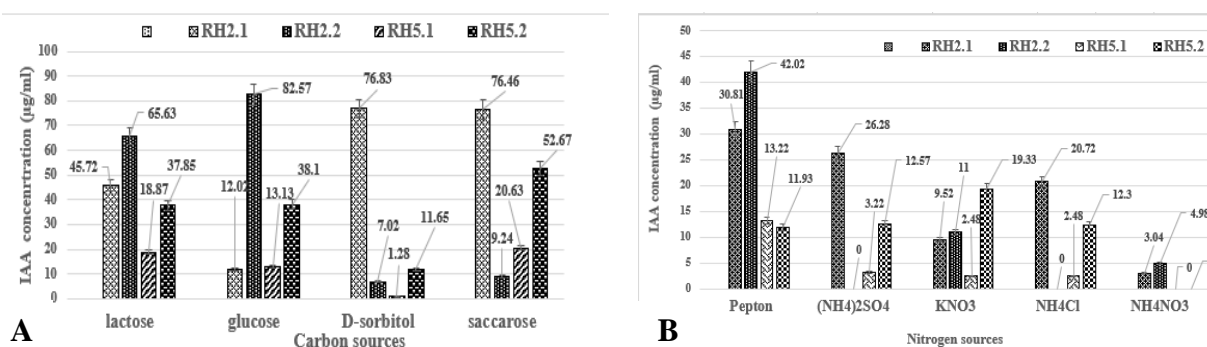 RH2.1 RH2.2 RH5.1 RH5.2
IAA conenrtration (µg/ml)
100
90
80
70
60
50
40
30
20
10
0
45.72 65.63 18.87 37.85
12.02 82.57 13.13 38.1
76.83 7.02 1.28 11.65
76.46 9.24 20.63 52.67
lactose glucose D-sorbitol saccarose
Carbon sources
A
RH2.1 RH2.2 RH5.1 RH5.2
IAA concentration (µg/ml)
50
45
40
35
30
25
20
15
10
5
0
30.81 42.02 13.22 11.93
26.28 0 3.22 12.57
9.52 11 2.48 19.33
20.72 0 2.48 12.3
3.04 4.98 0
Pepton (NH4)2SO4 KNO3 NH4Cl NH4NO3
Nitrogen sources
B